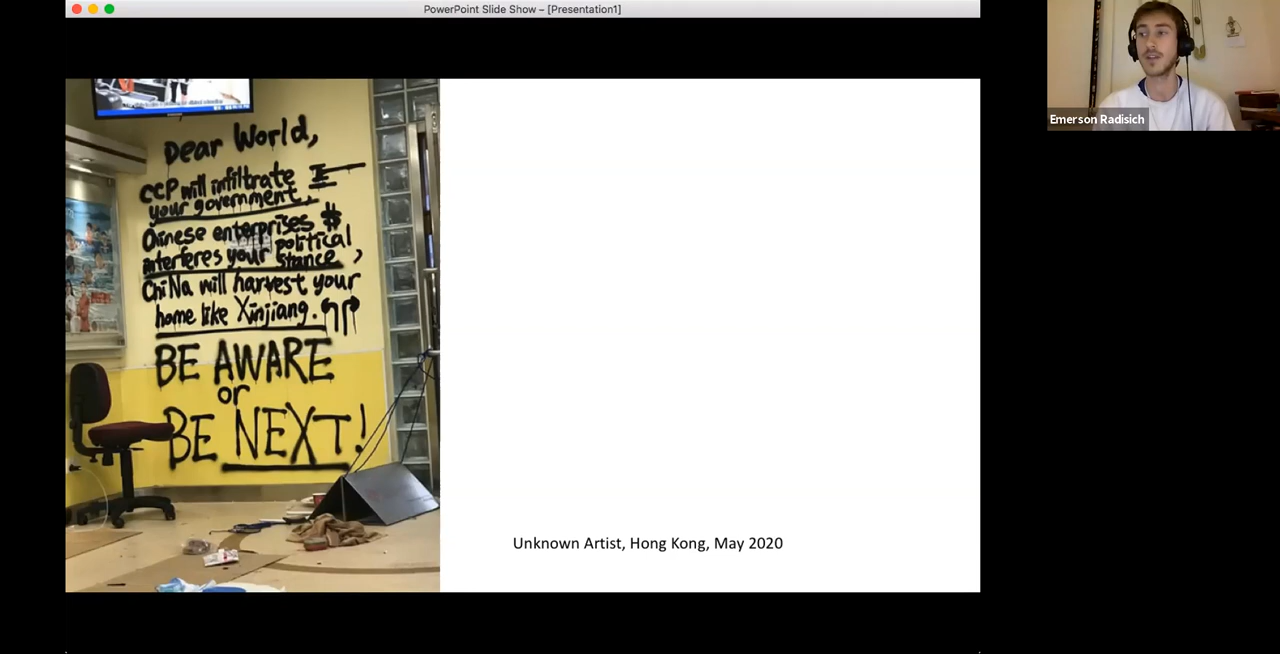 PowerPoint Slide Show – [Presentation1]
Dear World,
CCP will infiltrate
your government,
Chinese enterprises $
interferes your political
stance,
ChiNa will harvest your
home like Xinjiang.
BE AWARE
or
BE NEXT!
Unknown Artist, Hong Kong, May 2020
Emerson Radisich